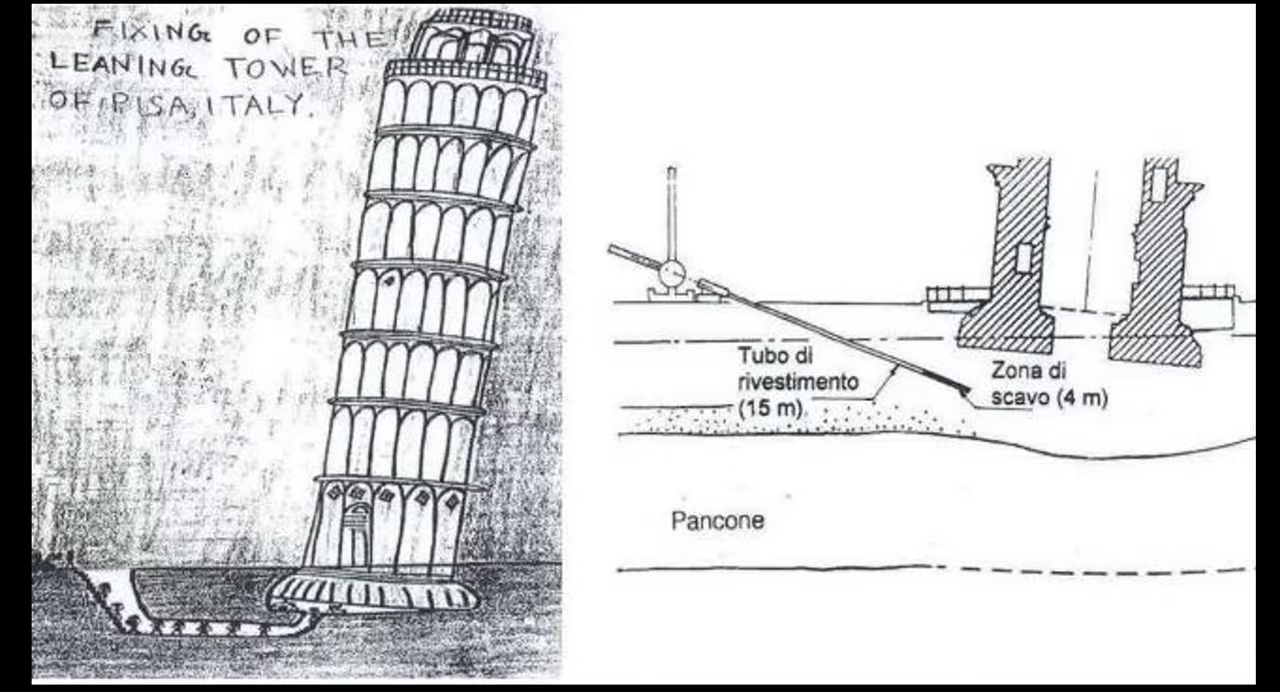 FIXING OF THE
LEANING TOWER
OF PISA, ITALY.
Tubo di
rivestimento
(15 m)
Zona di
scavo (4 m)
Pancone